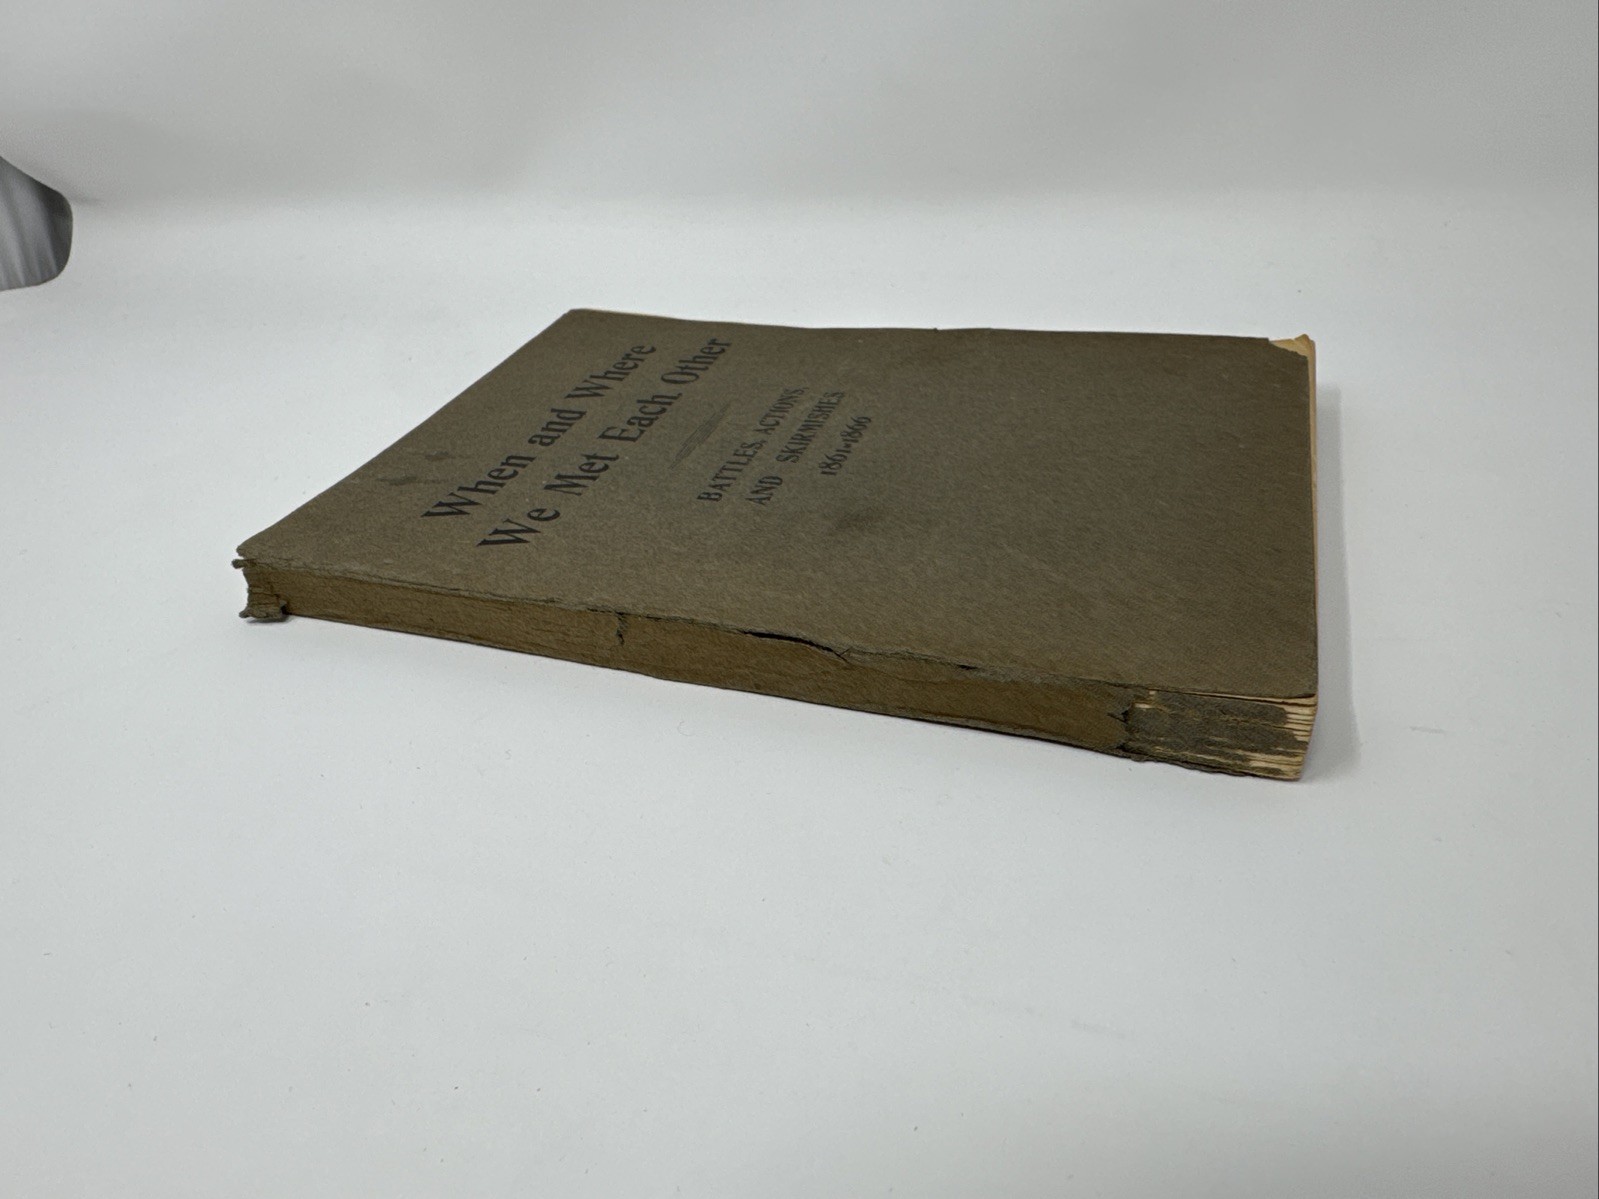 When and Where
We Met Each Other
BATTLES, ACTIONS,
AND SKIRMISHES
1861-1866